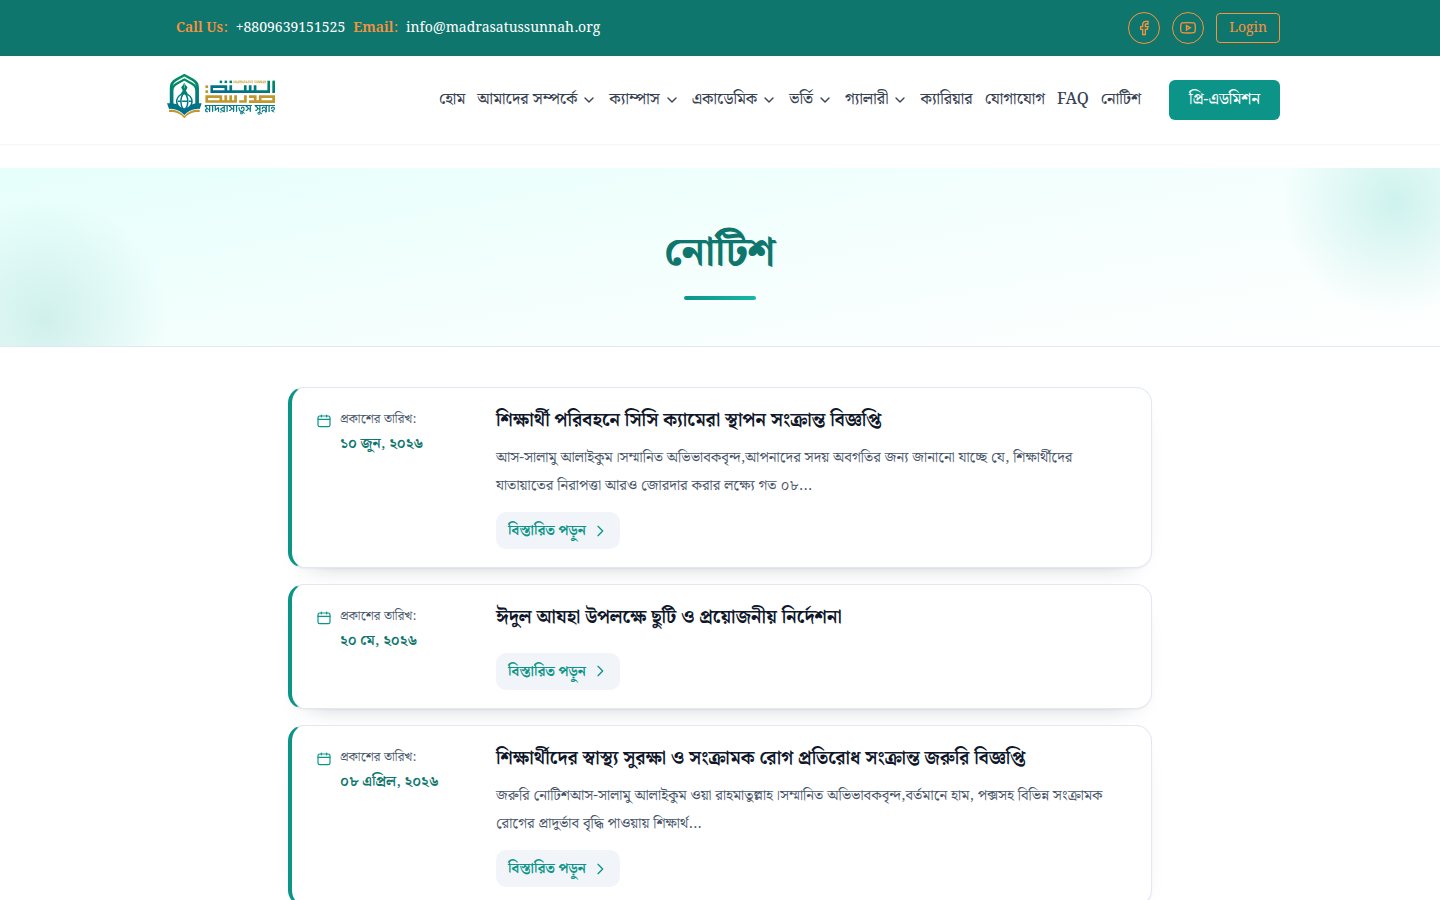 Call Us: +8809639151525 Email: info@madrasatussunnah.org
Login
السنة
مدرسة
মাদরাসাতুস সুন্নাহ
হোম আমাদের সম্পর্কে ক্যাম্পাস একাডেমিক ভর্তি গ্যালারী ক্যারিয়ার যোগাযোগ FAQ নোটিশ প্রি-এডমিশন
নোটিশ
প্রকাশের তারিখ:
১০ জুন, ২০২৬
শিক্ষার্থী পরিবহনে সিসি ক্যামেরা স্থাপন সংক্রান্ত বিজ্ঞপ্তি
আস-সালামু আলাইকুম।সম্মানিত অভিভাবকবৃন্দ,আপনাদের সদয় অবগতির জন্য জানানো যাচ্ছে যে, শিক্ষার্থীদের
যাতায়াতের নিরাপত্তা আরও জোরদার করার লক্ষ্যে গত ০৮...
বিস্তারিত পড়ুন
প্রকাশের তারিখ:
২০ মে, ২০২৬
ঈদুল আযহা উপলক্ষে ছুটি ও প্রয়োজনীয় নির্দেশনা
বিস্তারিত পড়ুন
প্রকাশের তারিখ:
০৮ এপ্রিল, ২০২৬
শিক্ষার্থীদের স্বাস্থ্য সুরক্ষা ও সংক্রামক রোগ প্রতিরোধ সংক্রান্ত জরুরি বিজ্ঞপ্তি
জরুরি নোটিশআস-সালামু আলাইকুম ওয়া রাহমাতুল্লাহ।সম্মানিত অভিভাবকবৃন্দ,বর্তমানে হাম, পক্সসহ বিভিন্ন সংক্রামক
রোগের প্রাদুর্ভাব বৃদ্ধি পাওয়ায় শিক্ষার্থ...
বিস্তারিত পড়ুন